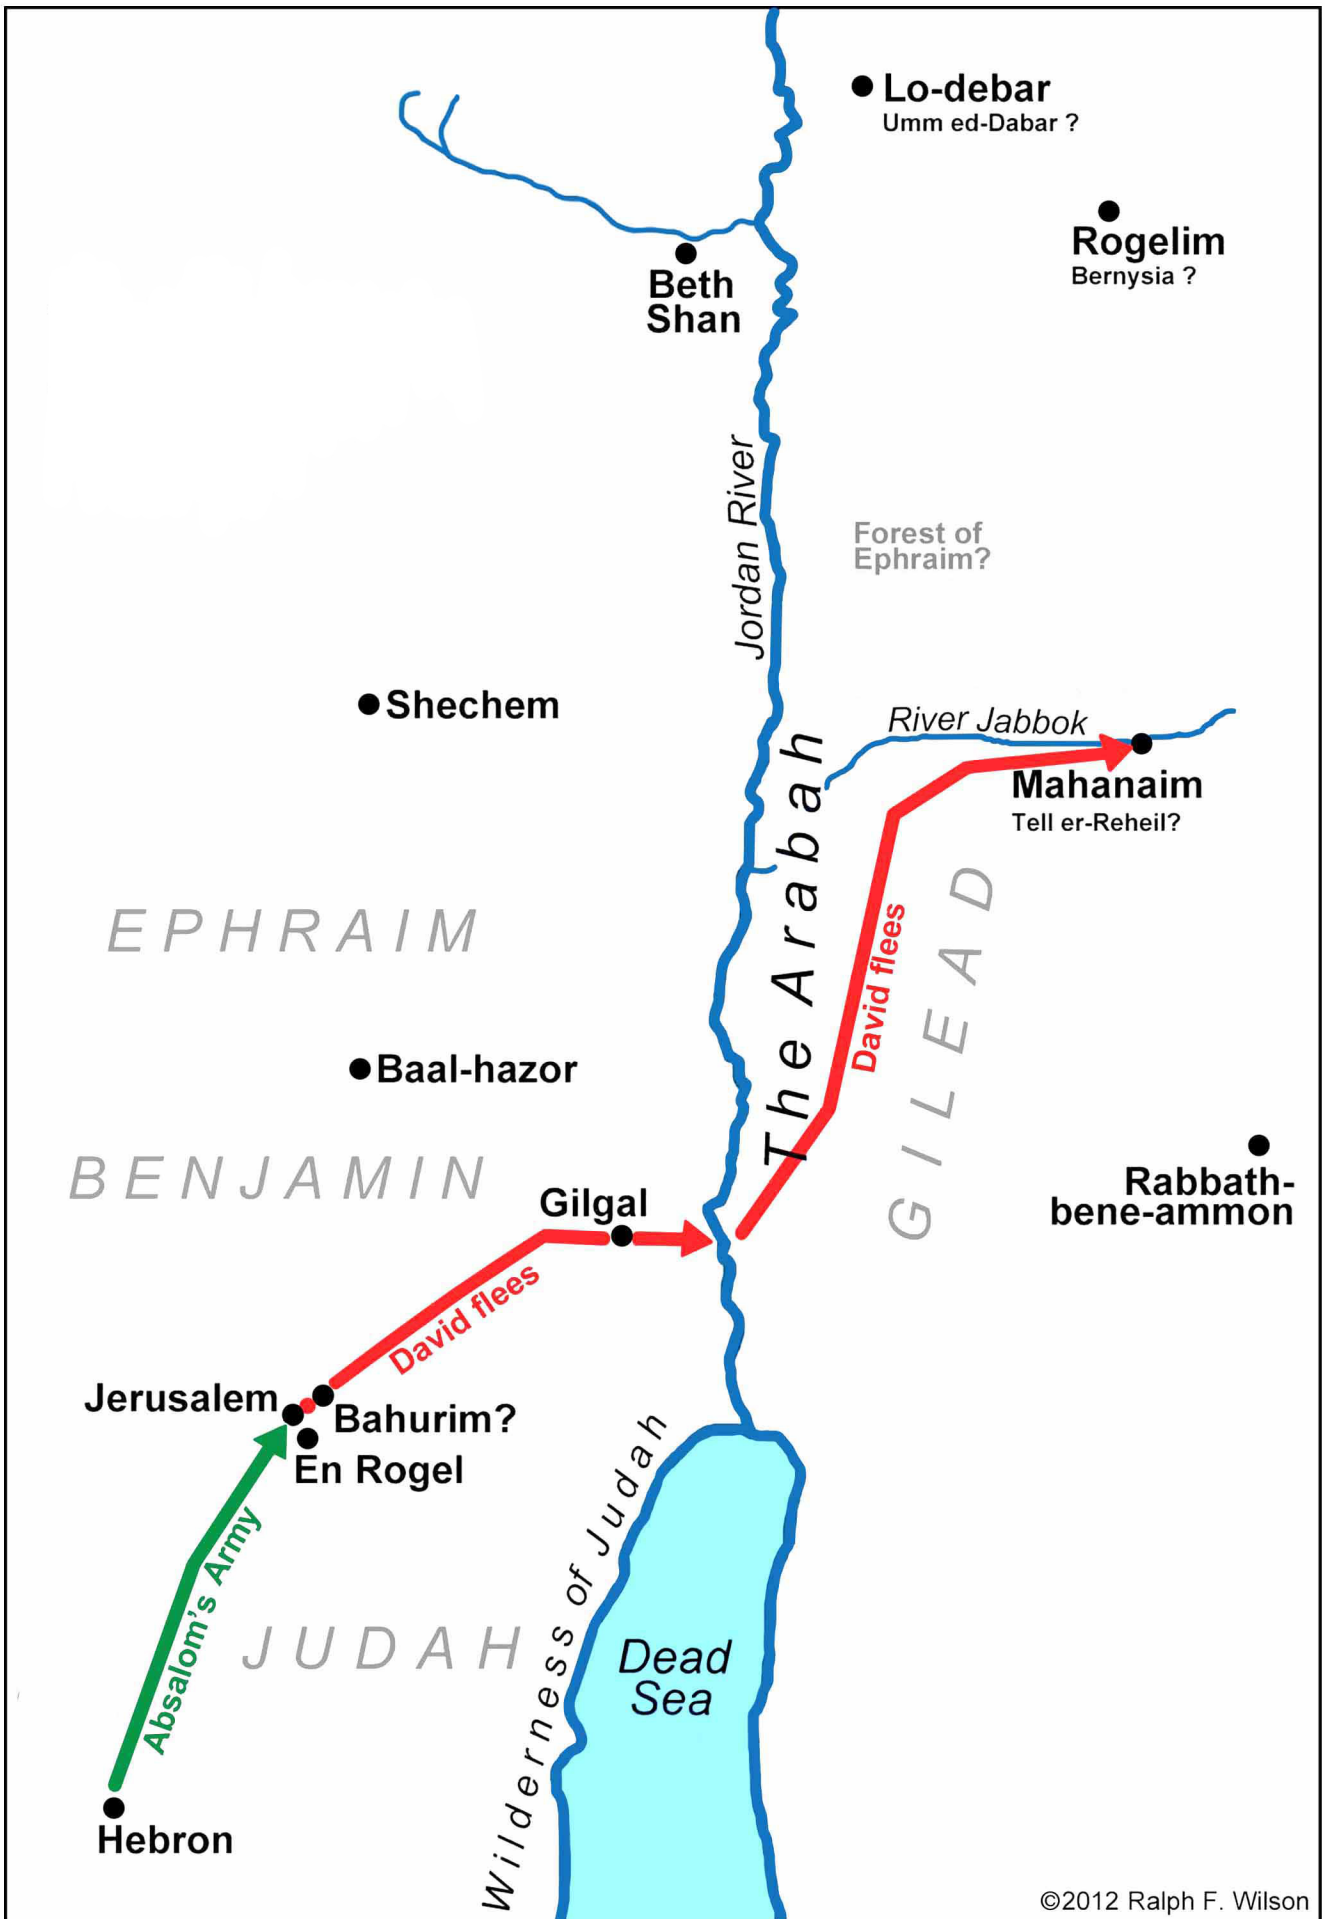 Lo-debar
Umm ed-Dabar ?
Rogelim
Bernysia ?
Beth
Shan
Jordan River
Forest of
Ephraim?
Shechem
River Jabbok
Mahanaim
Tell er-Reheil?
The Arabah
David flees
GILEAD
EPHRAIM
Baal-hazor
BENJAMIN
Rabbath-
bene-ammon
Gilgal
David flees
Jerusalem
Bahurim?
En Rogel
Absalom's Army
JUDAH
Wilderness of Judah
Dead
Sea
Hebron
©2012 Ralph F. Wilson